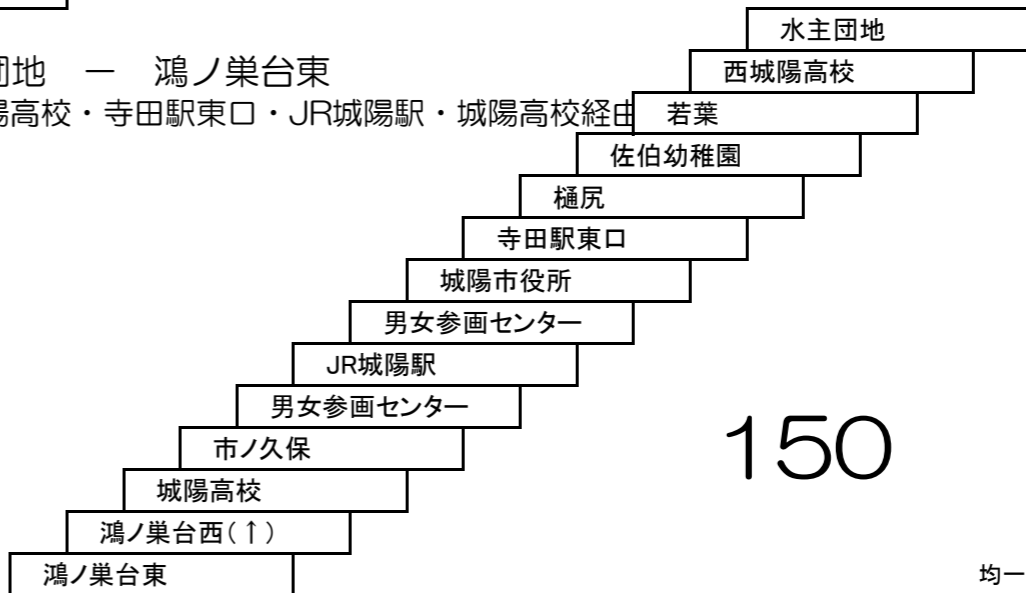 水主団地
団地 － 鴻ノ巣台東
西城陽高校
陽高校・寺田駅東口・JR城陽駅・城陽高校経由
若葉
佐伯幼稚園
樋尻
寺田駅東口
城陽市役所
男女参画センター
JR城陽駅
男女参画センター
市ノ久保
150
城陽高校
鴻ノ巣台西(↑)
鴻ノ巣台東
均一